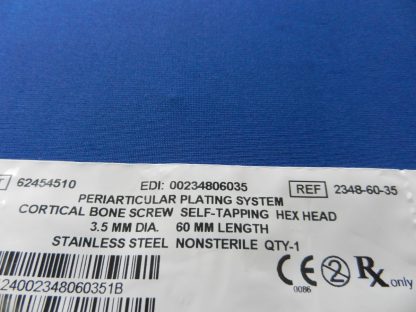 62454510 EDI: 00234806035 REF 2348-60-35
PERIARTICULAR PLATING SYSTEM
CORTICAL BONE SCREW SELF-TAPPING HEX HEAD
3.5 MM DIA. 60 MM LENGTH
STAINLESS STEEL NONSTERILE QTY-1
CE 0086 2 Rx only
24002348060351B